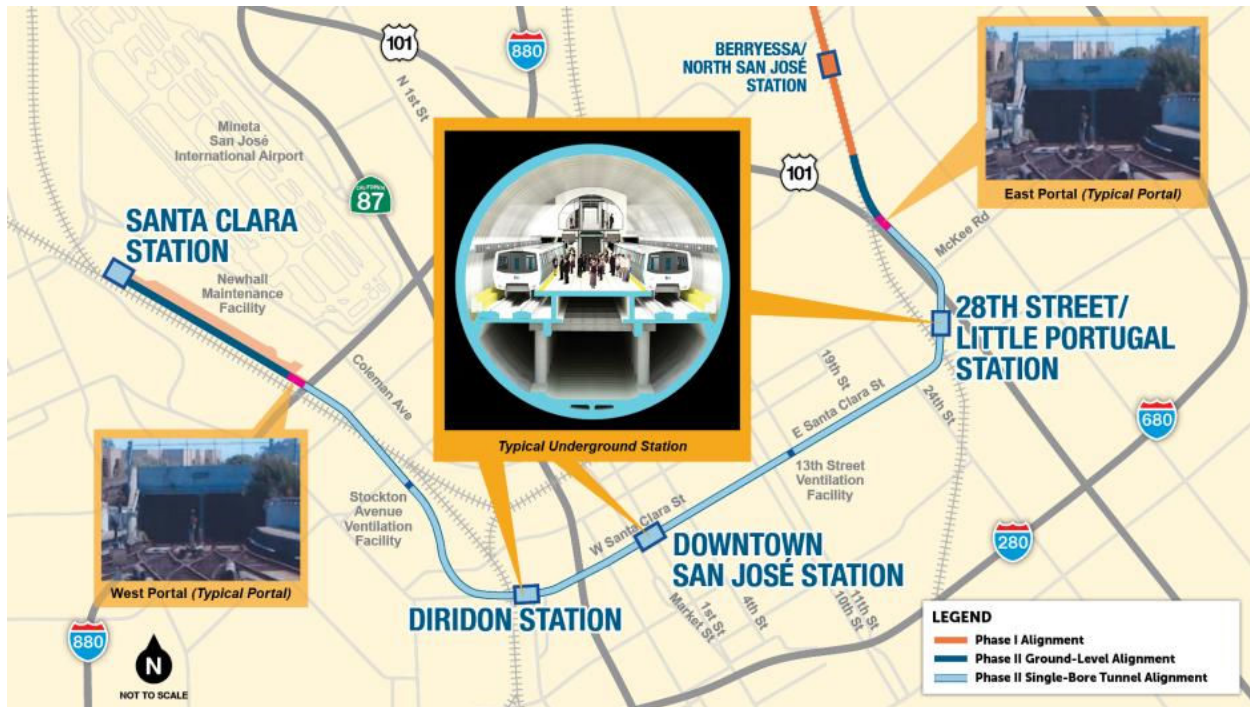 101
880
N 1st St
BERRYESSA/
NORTH SAN JOSÉ
STATION
East Portal (Typical Portal)
Mineta
San José
International Airport
CALIFORNIA
87
101
McKee Rd
SANTA CLARA
STATION
Newhall
Maintenance
Facility
Coleman Ave
Typical Underground Station
28TH STREET/
LITTLE PORTUGAL
STATION
19th St
24th St
E Santa Clara St
680
13th Street
Ventilation
Facility
Stockton
Avenue
Ventilation
Facility
West Portal (Typical Portal)
W Santa Clara St
DOWNTOWN
SAN JOSÉ STATION
280
DIRIDON STATION
Market St
1st St
4th St
10th St
11th St
880
N
NOT TO SCALE
LEGEND
Phase I Alignment
Phase II Ground-Level Alignment
Phase II Single-Bore Tunnel Alignment